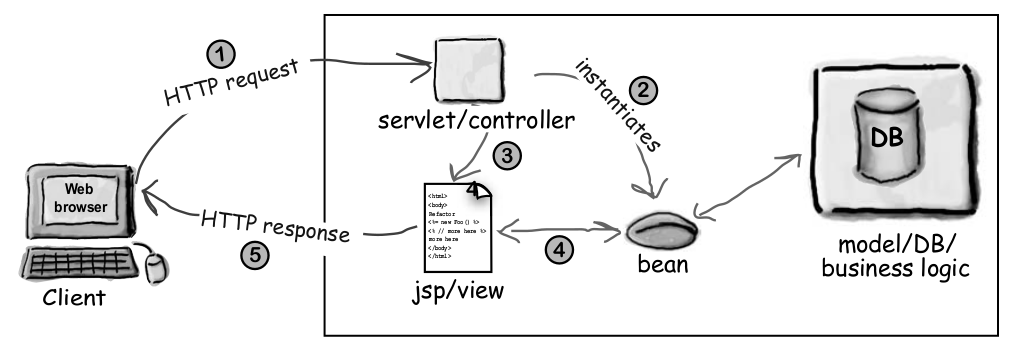 1
HTTP request
servlet/controller
instantiates
2
3
DB
Web
browser
<html>
<body>
Refactor
<%= new Foo() %>
<% // more here %>
more here
</body>
</html>
4
HTTP response
5
4
bean
model/DB/
business logic
jsp/view
Client